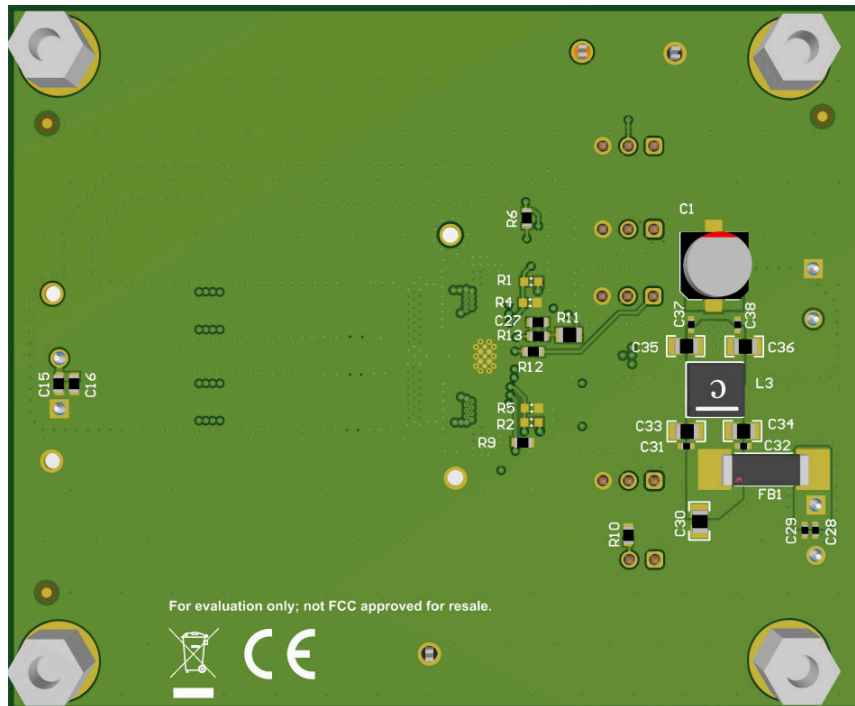 C1
R6
R1
R4
C27
R11
R13
R12
C37
C38
C35
C36
L3
C15
C16
R5
R2
R9
C33
C34
C31
C32
FB1
C30
R10
C29
C28
For evaluation only; not FCC approved for resale.
CE